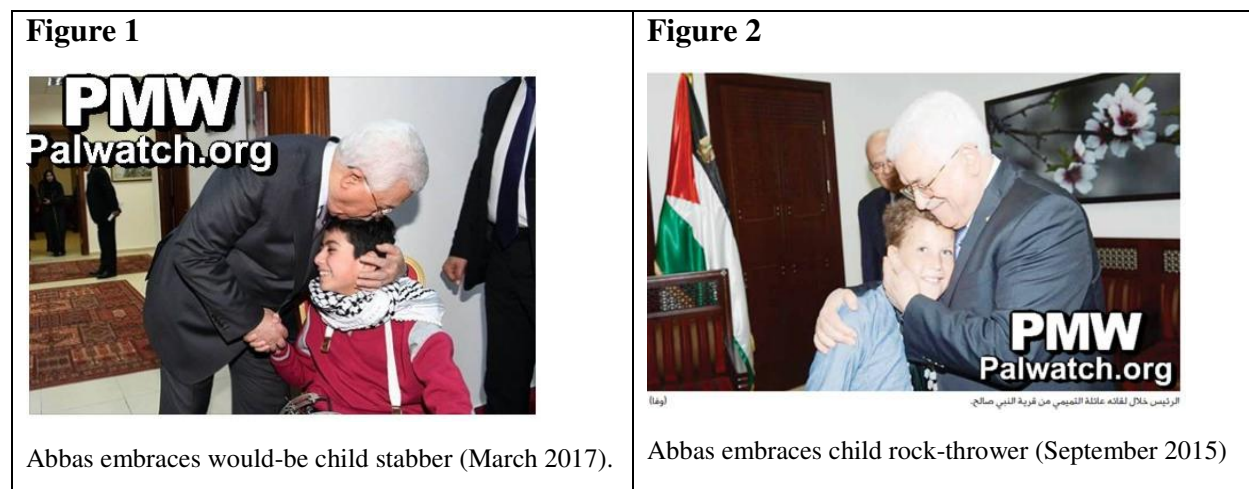 Figure 1
PMW
Palwatch.org
Abbas embraces would-be child stabber (March 2017).
Figure 2
PMW
Palwatch.org
الرئيس خلال لقائه عائلة التميمي من قرية النبي صالح.
(وفا)
Abbas embraces child rock-thrower (September 2015)